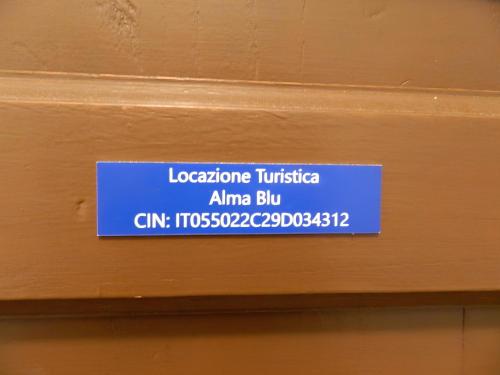 Locazione Turistica
Alma Blu
CIN: IT055022C29D034312